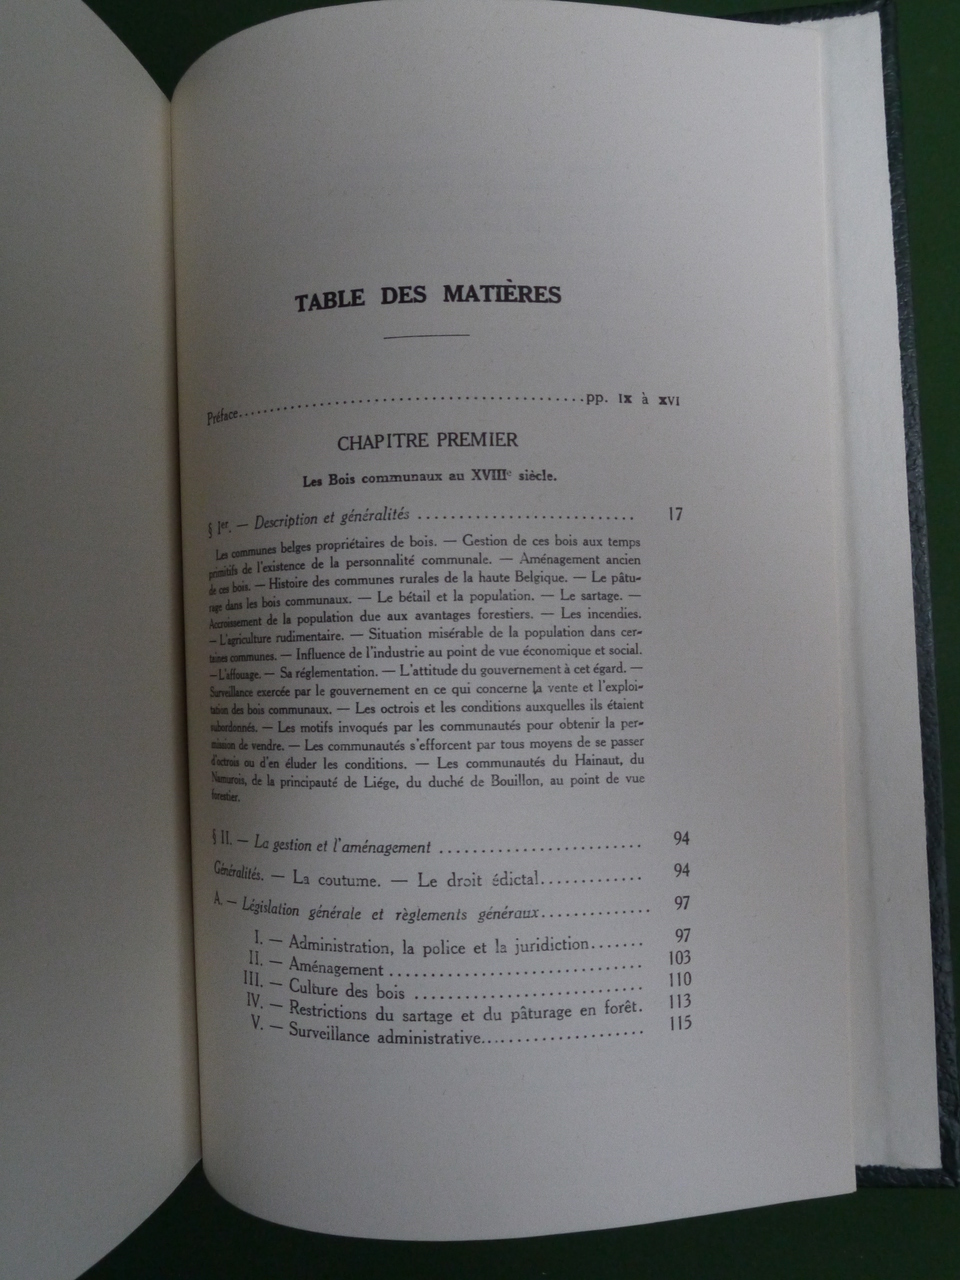 TABLE DES MATIÈRES
Préface........................................pp. IX à XVI
CHAPITRE PREMIER
Les Bois communaux au XVIIIe siècle.
§ Ier. — Description et généralités ........................ 17
Les communes belges propriétaires de bois. — Gestion de ces bois aux temps
primitifs de l'existence de la personnalité communale. — Aménagement ancien
de ces bois. — Histoire des communes rurales de la haute Belgique. — Le pâtu-
rage dans les bois communaux. — Le bétail et la population. — Le sartage. —
Accroissement de la population due aux avantages forestiers. — Les incendies.
— L'agriculture rudimentaire. — Situation misérable de la population dans cer-
taines communes. — Influence de l'industrie au point de vue économique et social.
— L'affouage. — Sa réglementation. — L'attitude du gouvernement à cet égard. —
Surveillance exercée par le gouvernement en ce qui concerne la vente et l'exploi-
tation des bois communaux. — Les octrois et les conditions auxquelles ils étaient
subordonnés. — Les motifs invoqués par les communautés pour obtenir la per-
mission de vendre. — Les communautés s'efforcent par tous moyens de se passer
d'octrois ou d'en éluder les conditions. — Les communautés du Hainaut, du
Namurois, de la principauté de Liége, du duché de Bouillon, au point de vue
forestier.
§ II. — La gestion et l'aménagement ........................ 94
Généralités. — La coutume. — Le droit édictal............ 94
A. — Législation générale et règlements généraux............. 97
I. — Administration, la police et la juridiction....... 97
II. — Aménagement ............................. 103
III. — Culture des bois .......................... 110
IV. — Restrictions du sartage et du pâturage en forêt. 113
V. — Surveillance administrative.................. 115